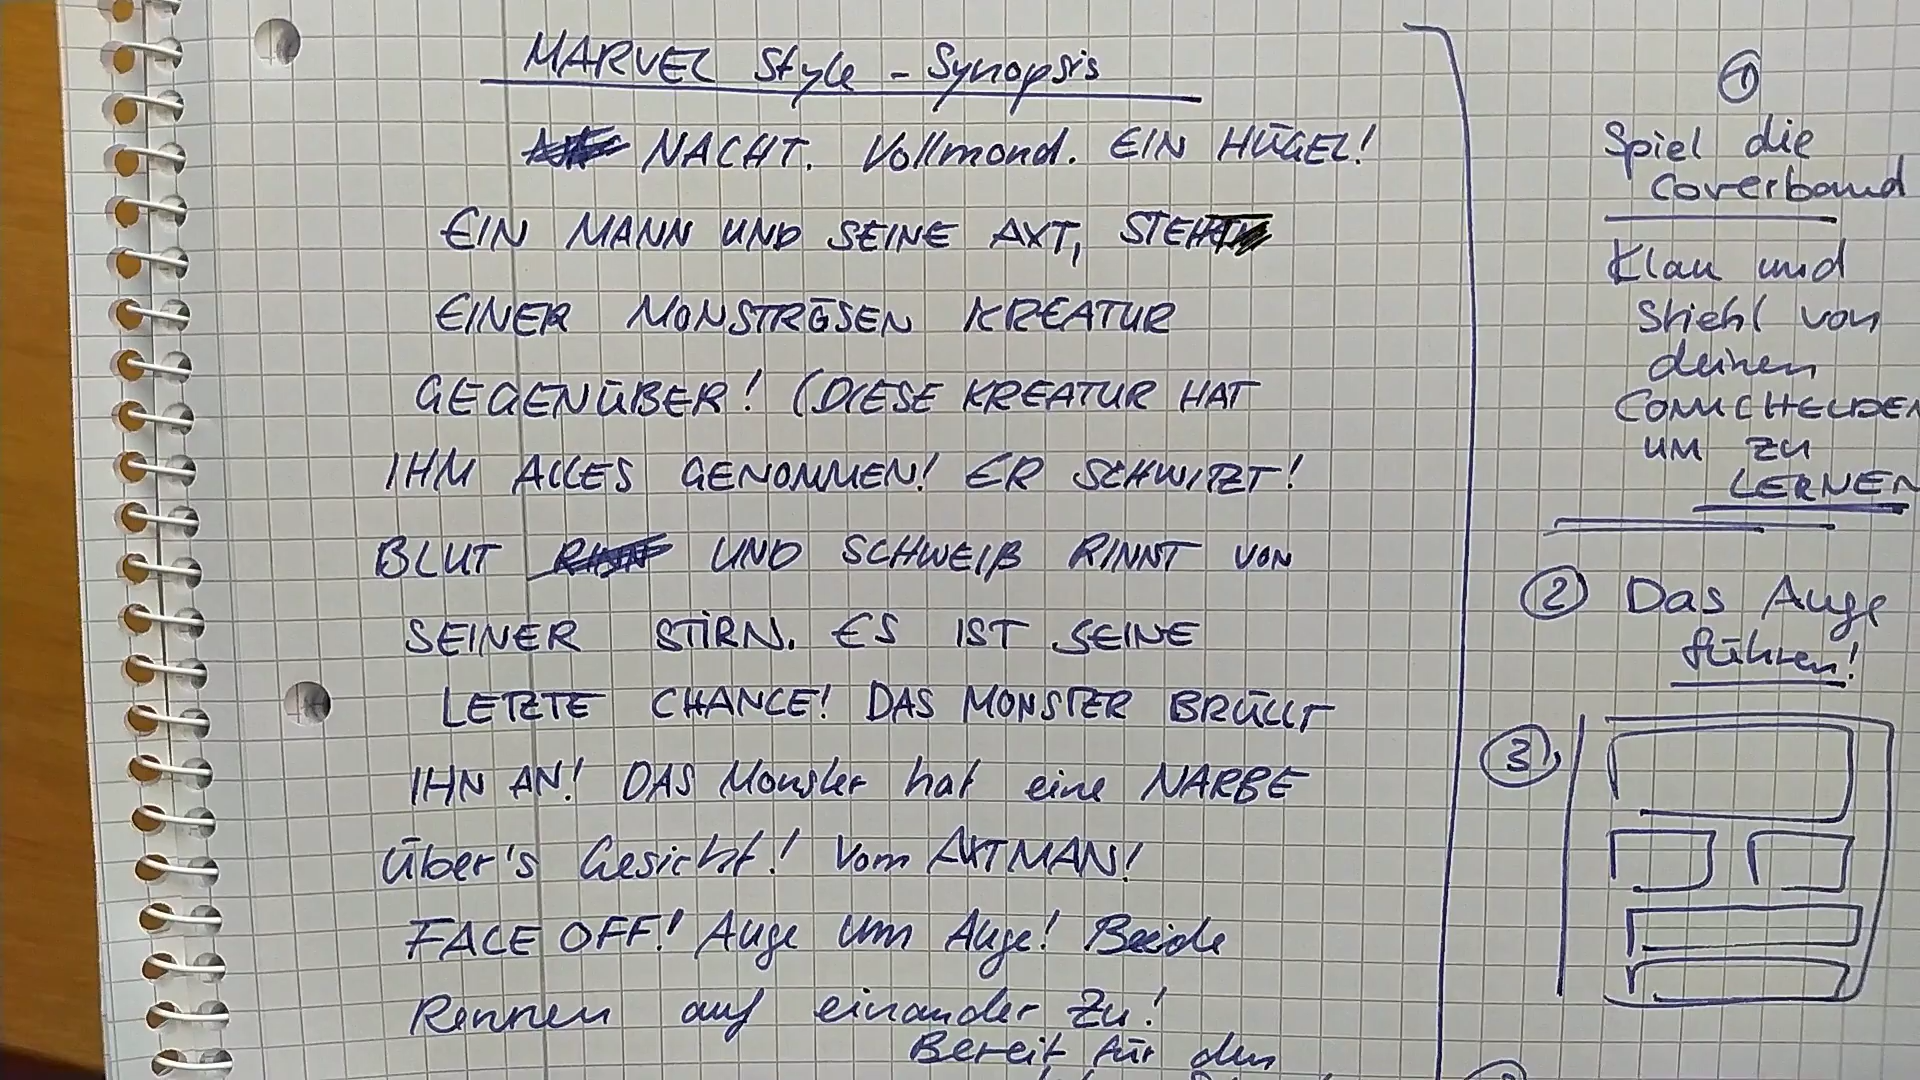 MARVEL Style - Synopsis
NACHT. Vollmond. EIN HÜGEL!
EIN MANN UND SEINE AXT, STEHT
EINER MONSTRÖSEN KREATUR
GEGENÜBER! (DIESE KREATUR HAT
IHM ALLES GENOMMEN! ER SCHWITZT!
BLUT UND SCHWEIß RINNT VON
SEINER STIRN. ES IST SEINE
LETZTE CHANCE! DAS MONSTER BRÜLLT
IHN AN! DAS Monster hat eine NARBE
über's Gesicht! Vom AXTMAN!
FACE OFF! Auge um Auge! Beide
Rennen auf einander zu!
Bereit für den
①
Spiel die
Coverband
Klau und
Stiehl von
deinen
COMICHELDEN
UM ZU
LERNEN
② Das Auge
führen!
③